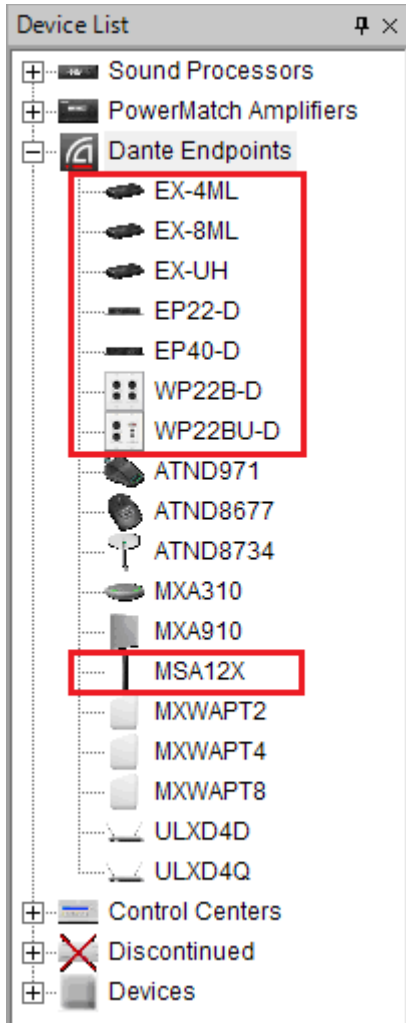 Device List
Sound Processors
PowerMatch Amplifiers
Dante Endpoints
EX-4ML
EX-8ML
EX-UH
EP22-D
EP40-D
WP22B-D
WP22BU-D
ATND971
ATND8677
ATND8734
MXA310
MXA910
MSA12X
MXWAPT2
MXWAPT4
MXWAPT8
ULXD4D
ULXD4Q
Control Centers
Discontinued
Devices